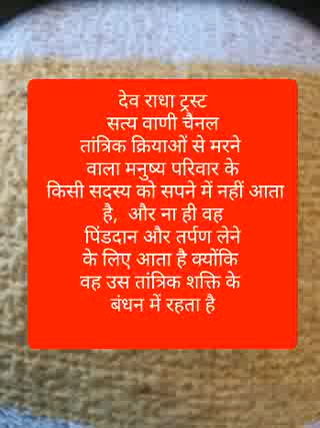 देव राधा ट्रस्ट
सत्य वाणी चैनल
तांत्रिक क्रियाओं से मरने
वाला मनुष्य परिवार के
किसी सदस्य को सपने में नहीं आता
है,  और ना ही वह
पिंडदान और तर्पण लेने
के लिए आता है क्योंकि
वह उस तांत्रिक शक्ति के
बंधन में रहता है